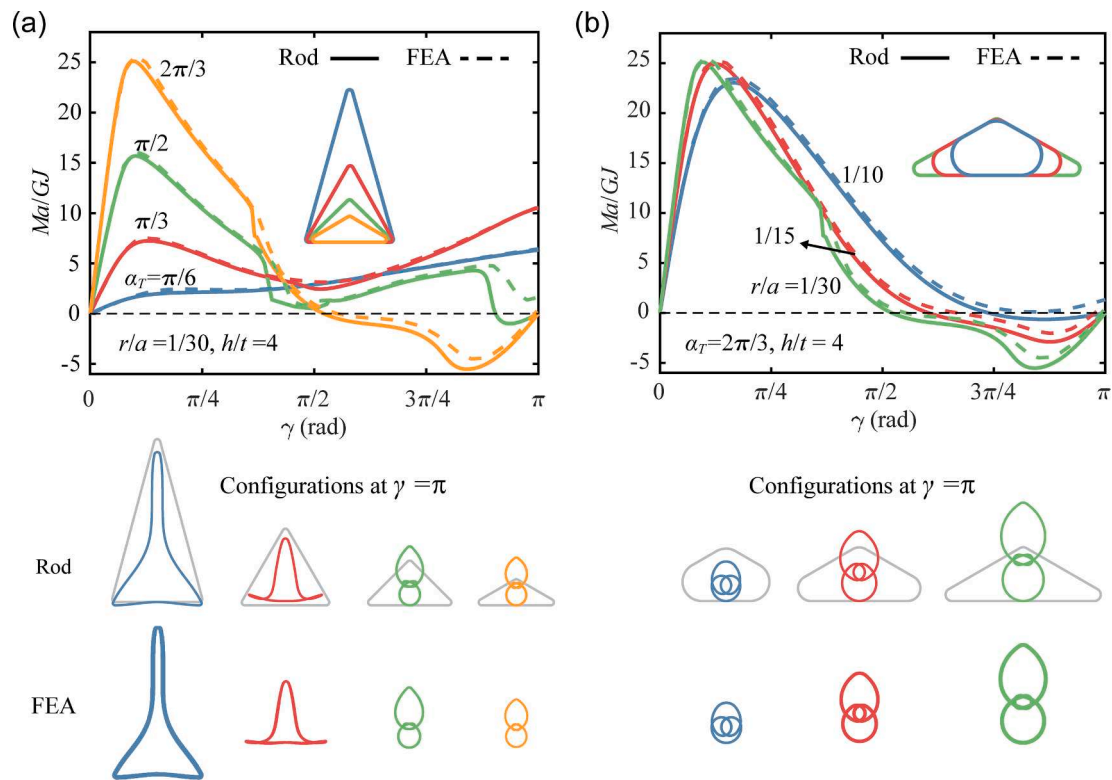 (a)
Rod
FEA
25
20
15
10
5
0
-5
Ma/GJ
2π/3
π/2
π/3
α_T=π/6
r/a =1/30, h/t=4
0
π/4
π/2
3π/4
π
γ (rad)
(b)
Rod
FEA
25
20
15
10
5
0
-5
Ma/GJ
1/10
1/15
r/a =1/30
α_T=2π/3, h/t= 4
0
π/4
π/2
3π/4
π
γ (rad)
Configurations at γ =π
Configurations at γ =π
Rod
FEA